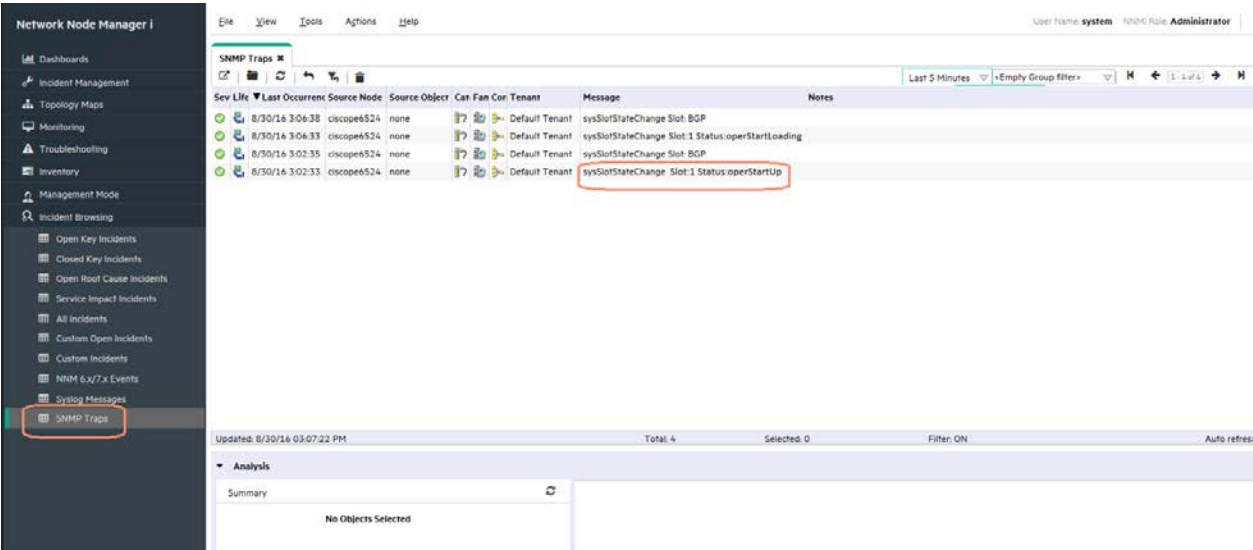 Network Node Manager i
File View Tools Actions Help
User Name: system NNMi Role: Administrator
Dashboards
SNMP Traps ✖
Incident Management
Last 5 Minutes <Empty Group filter> 1 - 4 of 4
Topology Maps
Sev Life ▼Last Occurrenc Source Node Source Object Cat Fan Cor Tenant Message Notes
8/30/16 3:06:38 ciscope6524 none Default Tenant sysSlotStateChange Slot: BGP
Monitoring
8/30/16 3:06:33 ciscope6524 none Default Tenant sysSlotStateChange Slot:1 Status:operStartLoading
Troubleshooting
8/30/16 3:02:35 ciscope6524 none Default Tenant sysSlotStateChange Slot: BGP
Inventory
8/30/16 3:02:33 ciscope6524 none Default Tenant sysSlotStateChange Slot:1 Status:operStartUp
Management Mode
Incident Browsing
Open Key Incidents
Closed Key Incidents
Open Root Cause Incidents
Service Impact Incidents
All Incidents
Custom Open Incidents
Custom Incidents
NNM 6.x/7.x Events
Syslog Messages
SNMP Traps
Updated: 8/30/16 03:07:22 PM Total: 4 Selected: 0 Filter: ON Auto refres
Analysis
Summary
No Objects Selected